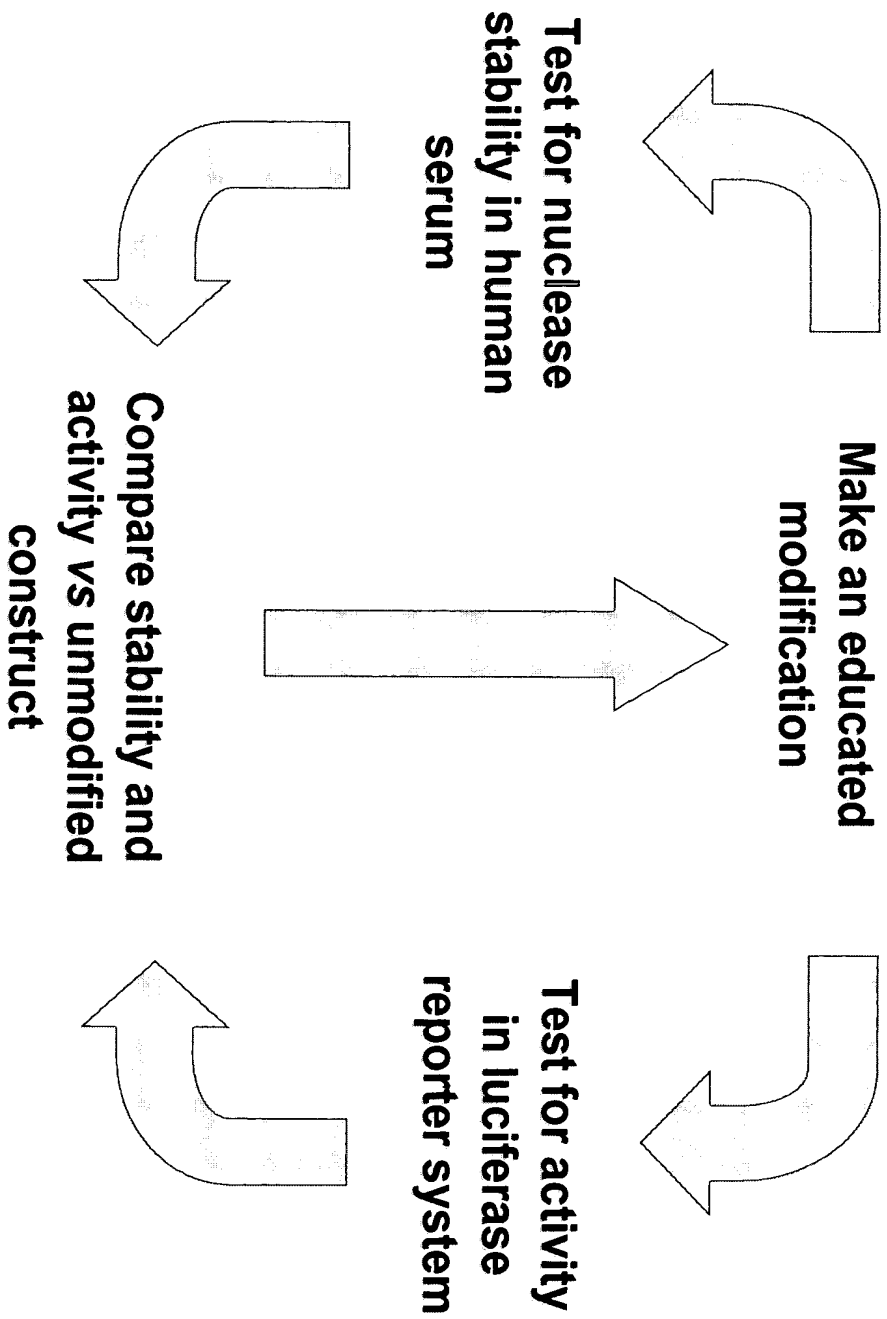 Make an educated
modification
Test for nuclease
stability in human
serum
Test for activity
in luciferase
reporter system
Compare stability and
activity vs unmodified
construct